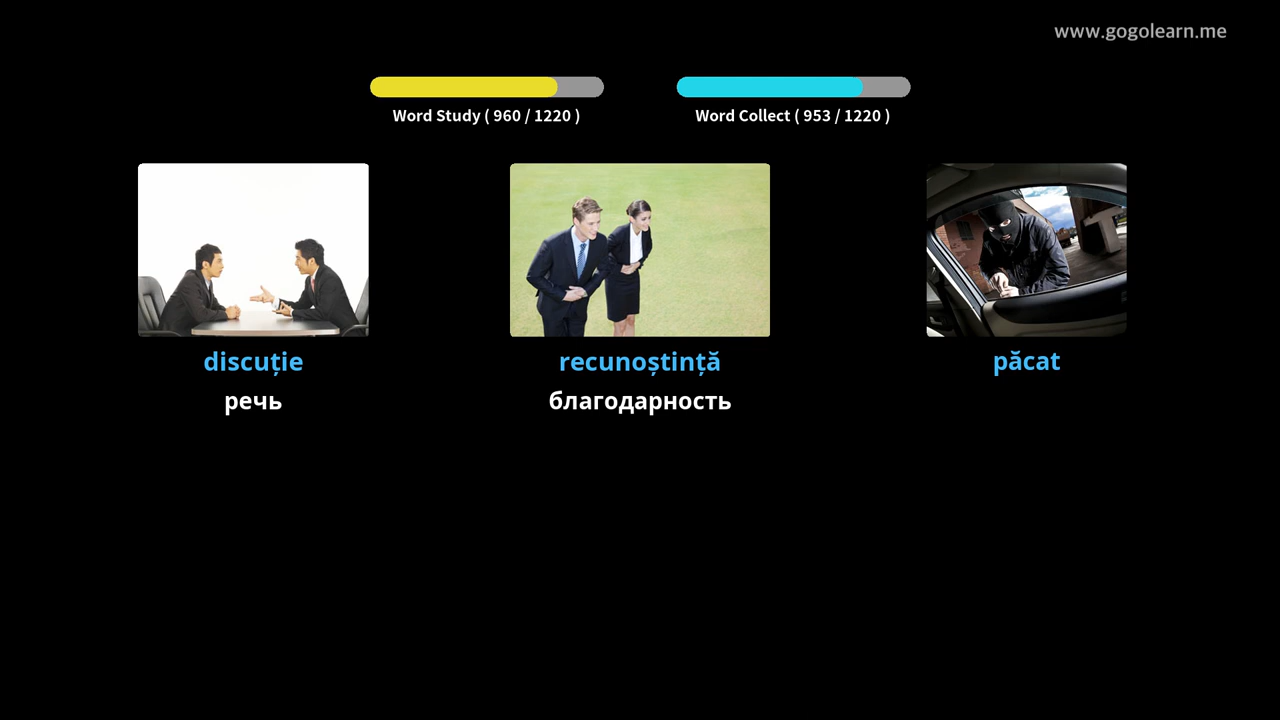 www.gogolearn.me
Word Study ( 960 / 1220 )
Word Collect ( 953 / 1220 )
discuție
recunoștință
păcat
речь
благодарность